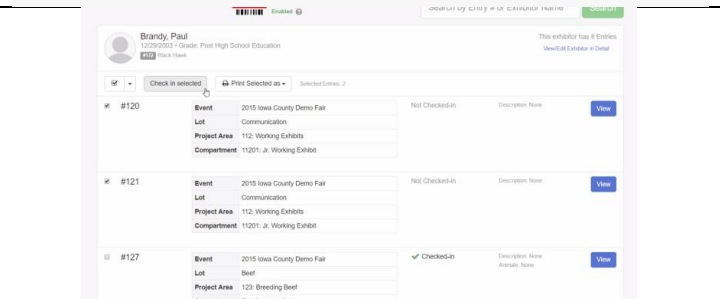 Enabled
Search by Entry # or Exhibitor Name
Search
Brandy, Paul
12/29/2003 - Grade: Post High School Education
#172 Black Hawk
This exhibitor has 8 Entries
View/Edit Exhibitor in Detail
Check in selected
Print Selected as
Selected Entries: 2
#120
Event 2015 Iowa County Demo Fair
Lot Communication
Project Area 112: Working Exhibits
Compartment 11201: Jr. Working Exhibit
Not Checked-in
Description: None
View
#121
Event 2015 Iowa County Demo Fair
Lot Communication
Project Area 112: Working Exhibits
Compartment 11201: Jr. Working Exhibit
Not Checked-in
Description: None
View
#127
Event 2015 Iowa County Demo Fair
Lot Beef
Project Area 123: Breeding Beef
Checked-in
Description: None
Animals: None
View